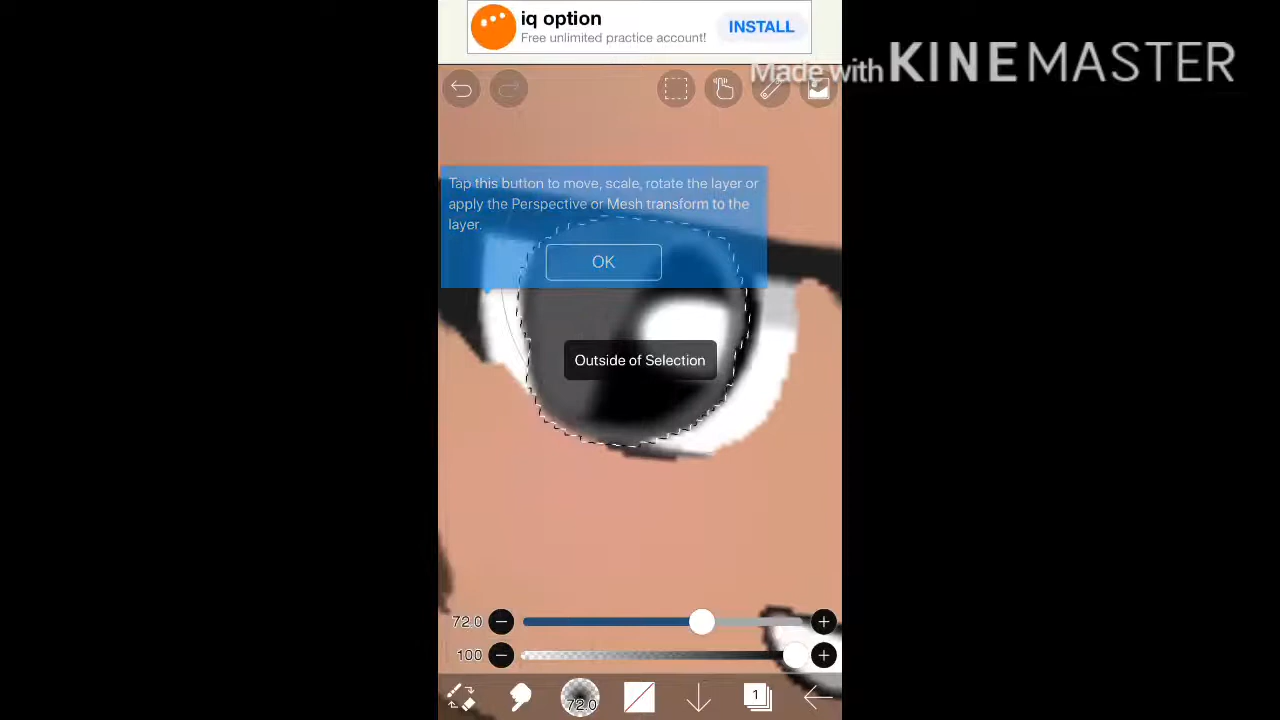 iq option
Free unlimited practice account!
INSTALL
Made with KINEMASTER
Tap this button to move, scale, rotate the layer or
apply the Perspective or Mesh transform to the
layer.
OK
Outside of Selection
72.0
100
72.0
1